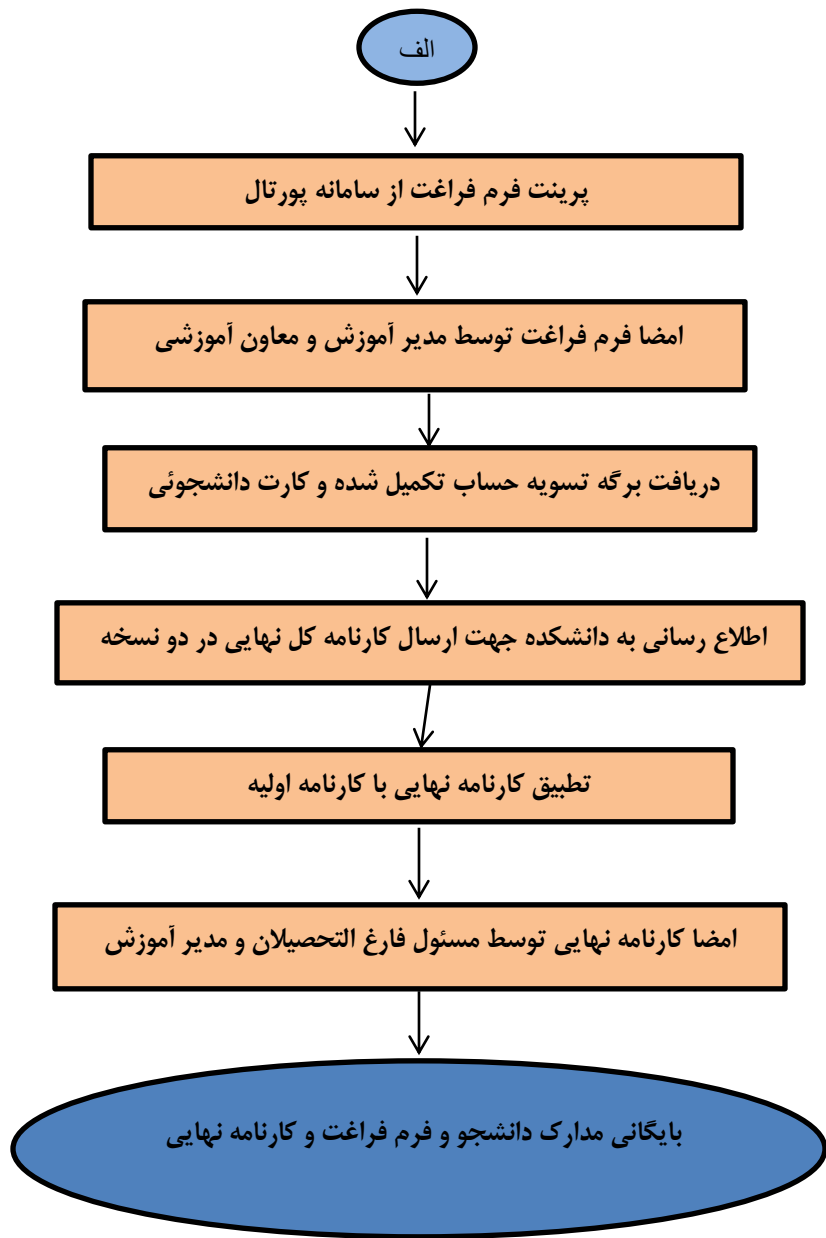 الف
پرینت فرم فراغت از سامانه پورتال
امضا فرم فراغت توسط مدیر آموزش و معاون آموزشی
دریافت برگه تسویه حساب تکمیل شده و کارت دانشجوئی
اطلاع رسانی به دانشکده جهت ارسال کارنامه کل نهایی در دو نسخه
تطبیق کارنامه نهایی با کارنامه اولیه
امضا کارنامه نهایی توسط مسئول فارغ التحصیلان و مدیر آموزش
بایگانی مدارک دانشجو و فرم فراغت و کارنامه نهایی